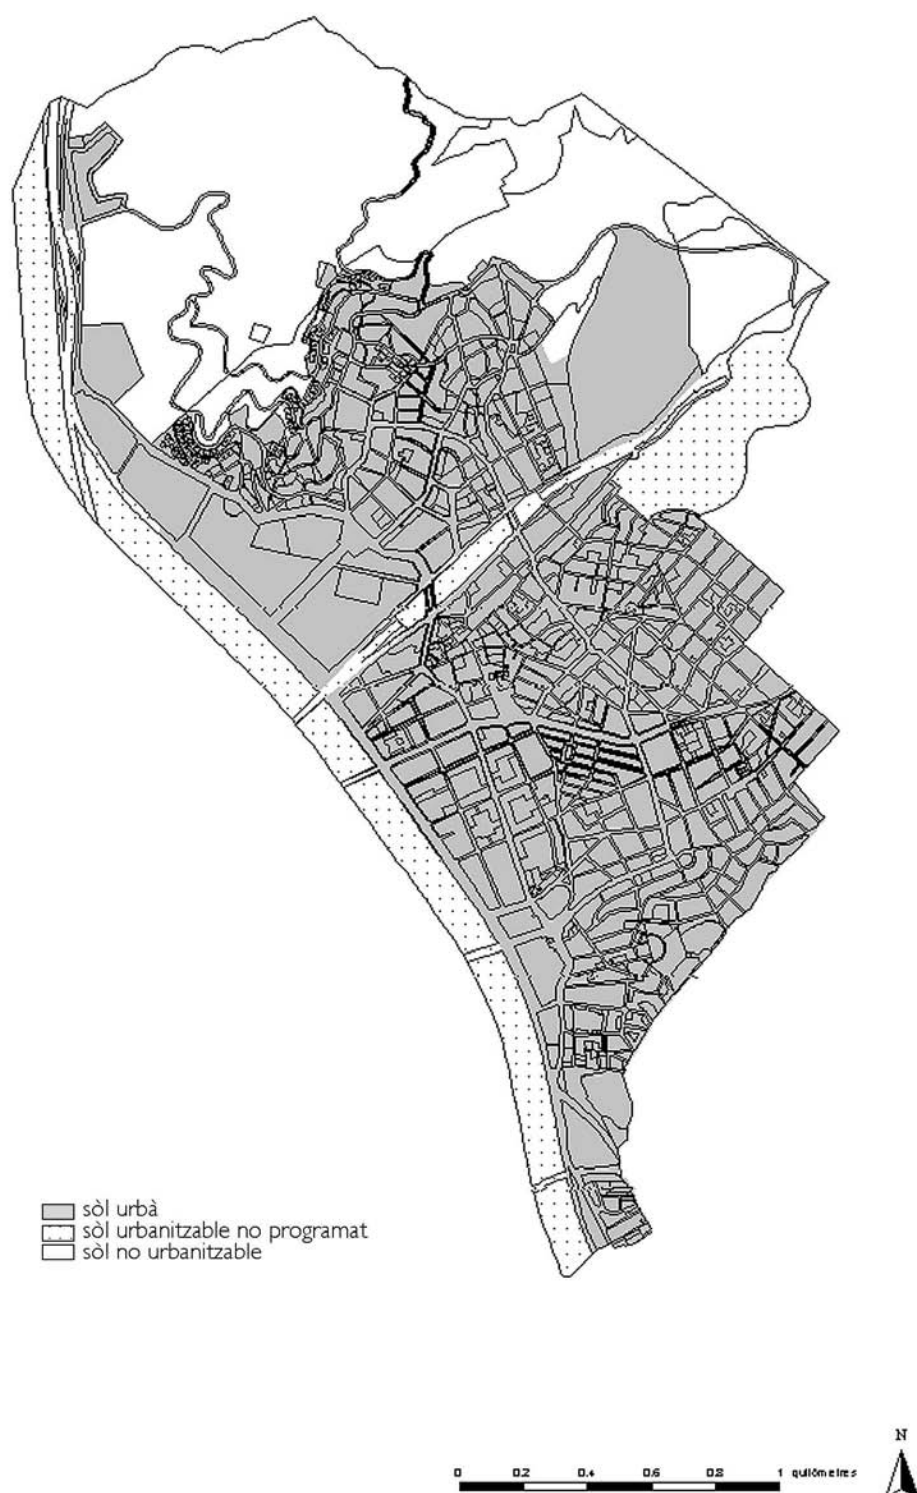 sòl urbà
sòl urbanitzable no programat
sòl no urbanitzable
N
0 0.2 0.4 0.6 0.8 1 quilòmetres